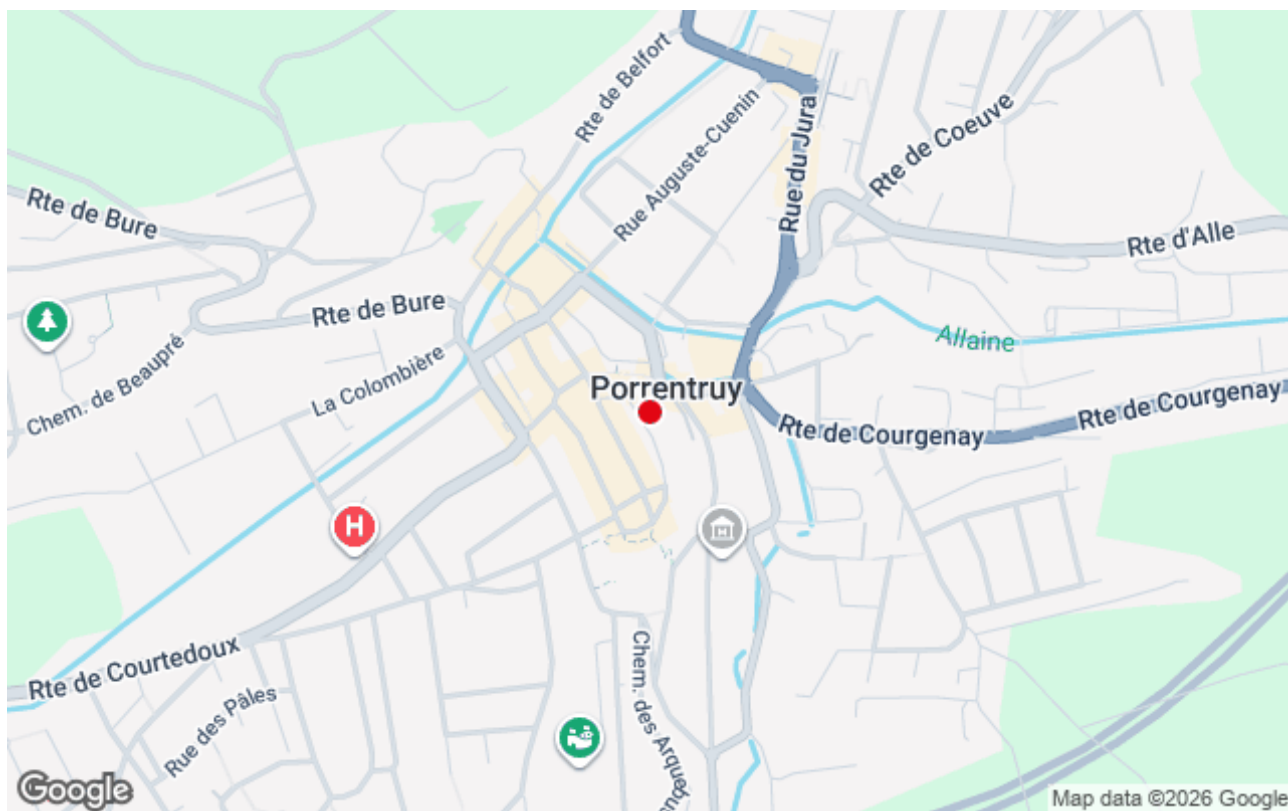 Rte de Belfort
Rue Auguste-Cuenin
Rue du Jura
Rte de Coeuve
Rte de Bure
Rte d'Alle
Rte de Bure
Allaine
La Colombière
Chem. de Beaupré
Porrentruy
Rte de Courgenay
Rte de Courgenay
H
Rte de Courtedoux
Chem. des Arque
Rue des Pâles
Google
Map data ©2026 Google